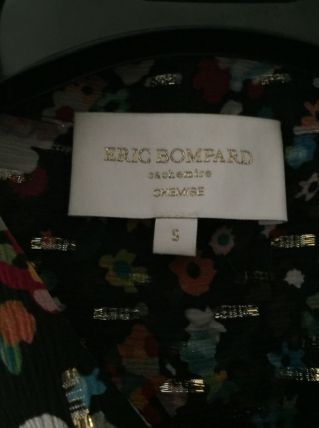 ERIC BOMPARD
cachemire
CHEMISE
S